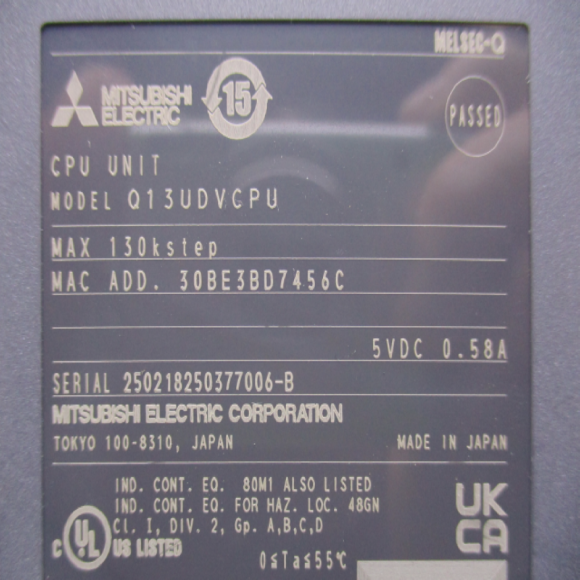 MELSEC-Q
MITSUBISHI
ELECTRIC
15
PASSED
CPU UNIT
MODEL Q13UDVCPU
MAX 130kstep
MAC ADD. 30BE3BD7456C
5VDC 0.58A
SERIAL 250218250377006-B
MITSUBISHI ELECTRIC CORPORATION
TOKYO 100-8310, JAPAN MADE IN JAPAN
IND. CONT. EQ. 80M1 ALSO LISTED
IND. CONT. EQ. FOR HAZ. LOC. 48GN
Cl. I, DIV. 2, Gp. A,B,C,D
C UL US LISTED
UK
CA
0≤Ta≤55℃